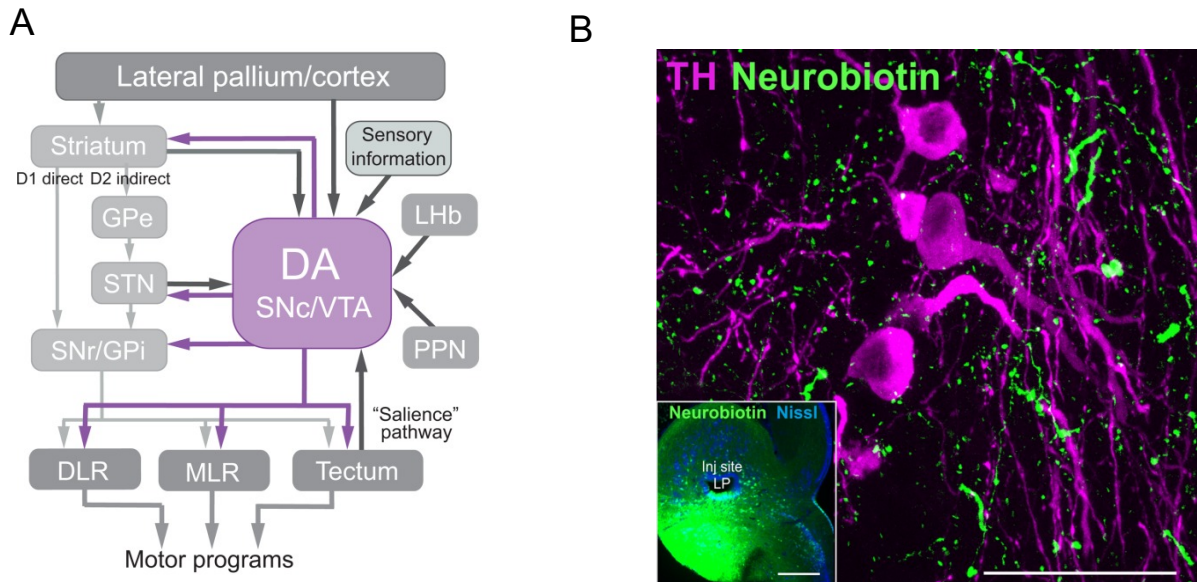 A
Lateral pallium/cortex
Striatum
Sensory
information
D1 direct D2 indirect
GPe
LHb
DA
SNc/VTA
STN
SNr/GPi
PPN
“Salience”
pathway
DLR
MLR
Tectum
Motor programs
B
TH Neurobiotin
Neurobiotin Nissl
Inj site
LP